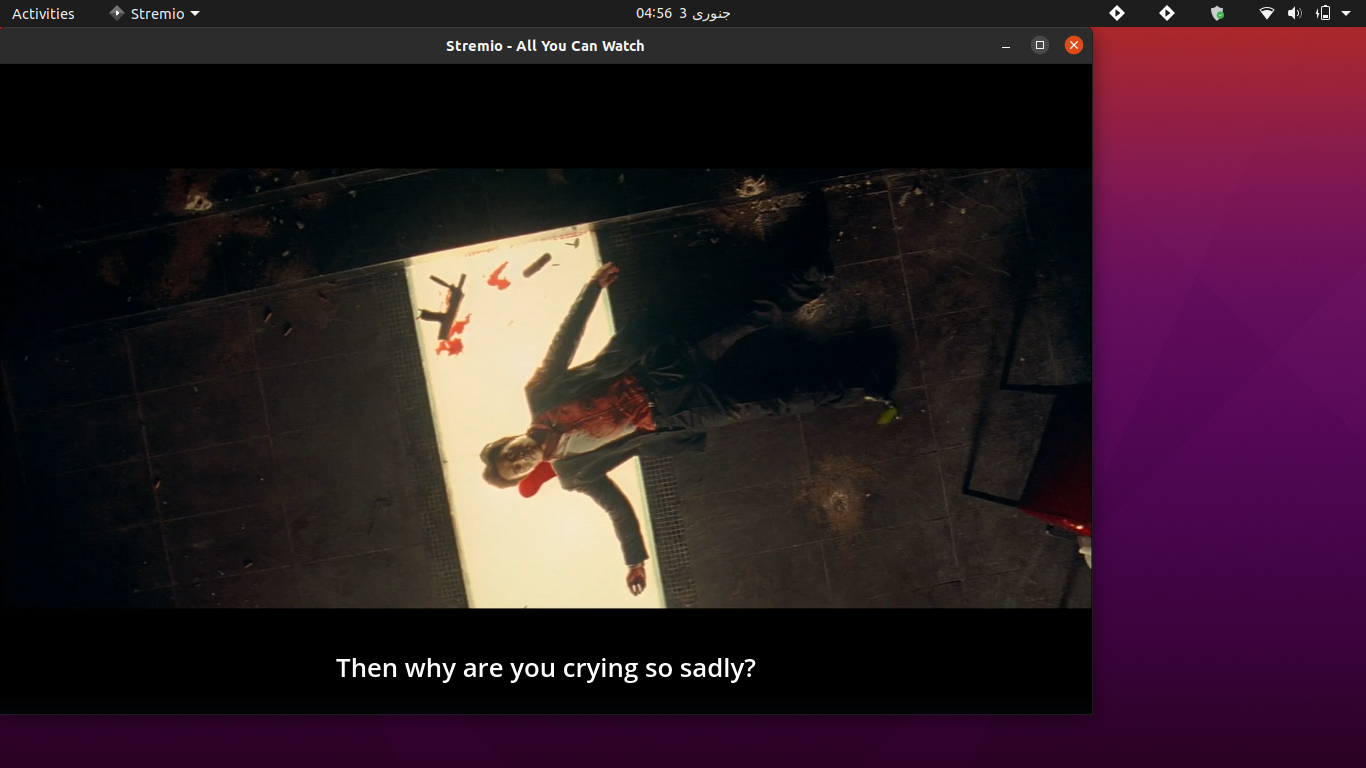 Activities
Stremio
04:56 3 جنوری
Stremio - All You Can Watch
Then why are you crying so sadly?